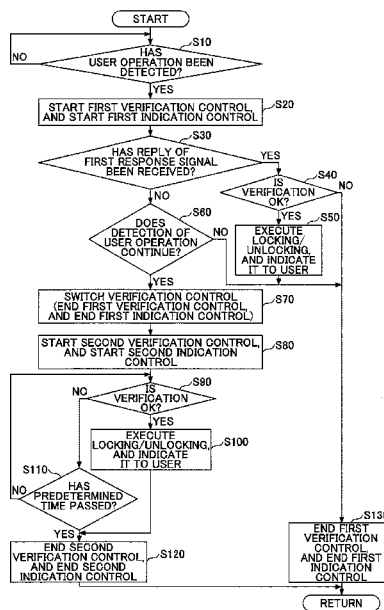 START
S10
HAS
USER OPERATION BEEN
DETECTED?
NO
YES
S20
START FIRST VERIFICATION CONTROL,
AND START FIRST INDICATION CONTROL
S30
HAS REPLY OF
FIRST RESPONSE SIGNAL
BEEN RECEIVED?
YES
NO
S40
IS
VERIFICATION
OK?
NO
YES
S50
EXECUTE
LOCKING/
UNLOCKING,
AND INDICATE
IT TO USER
S60
DOES
DETECTION OF
USER OPERATION
CONTINUE?
NO
YES
S70
SWITCH VERIFICATION CONTROL
(END FIRST VERIFICATION CONTROL,
AND END FIRST INDICATION CONTROL)
S80
START SECOND VERIFICATION CONTROL,
AND START SECOND INDICATION
CONTROL
S90
IS
VERIFICATION
OK?
NO
YES
S100
EXECUTE
LOCKING/UNLOCKING,
AND INDICATE
IT TO USER
S110
HAS
PREDETERMINED
TIME PASSED?
NO
YES
S120
END SECOND
VERIFICATION CONTROL,
AND END SECOND
INDICATION CONTROL
END FIRST
VERIFICATION
CONTROL
AND END FIRST
INDICATION
CONTROL
RETURN